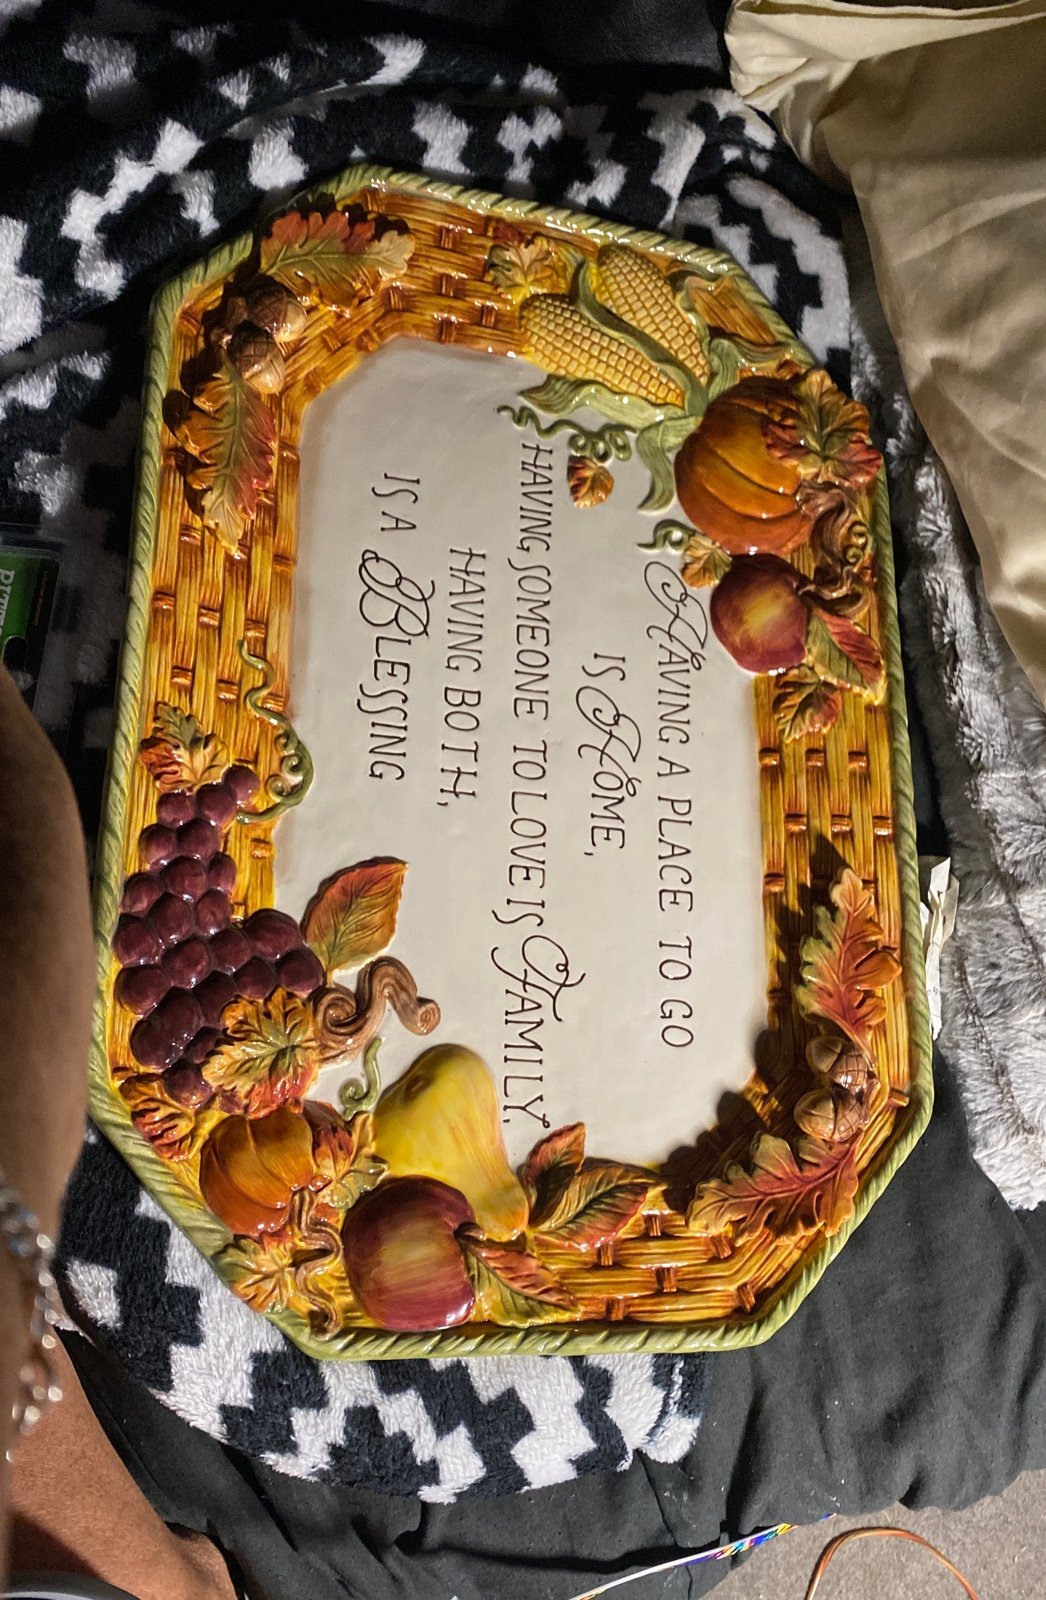 HAVING A PLACE TO GO
IS HOME,
HAVING SOMEONE TO LOVE IS FAMILY,
HAVING BOTH,
IS A BLESSING